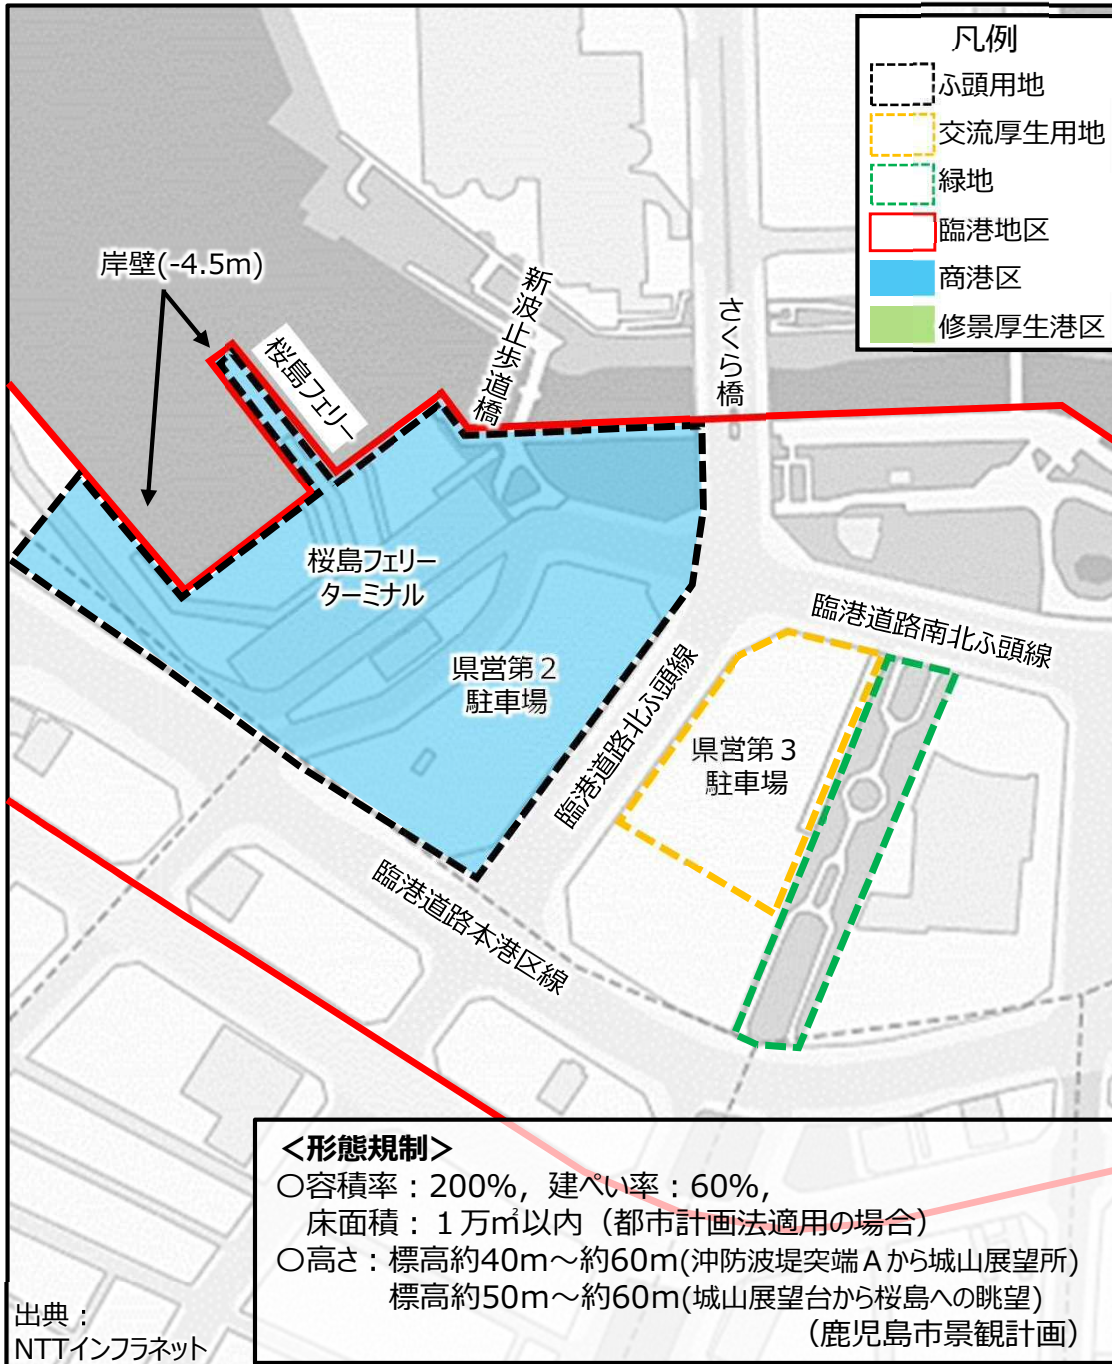 凡例
ふ頭用地
交流厚生用地
緑地
臨港地区
商港区
修景厚生港区
岸壁(-4.5m)
桜島フェリー
新波止歩道橋
さくら橋
桜島フェリー
ターミナル
県営第２
駐車場
臨港道路南北ふ頭線
臨港道路北ふ頭線
県営第３
駐車場
臨港道路本港区線
＜形態規制＞
○容積率：200%，建ぺい率：60%，
床面積：１万㎡以内（都市計画法適用の場合）
○高さ：標高約40m～約60m(沖防波堤突端Ａから城山展望所)
標高約50m～約60m(城山展望台から桜島への眺望)
（鹿児島市景観計画）
出典：
NTTインフラネット